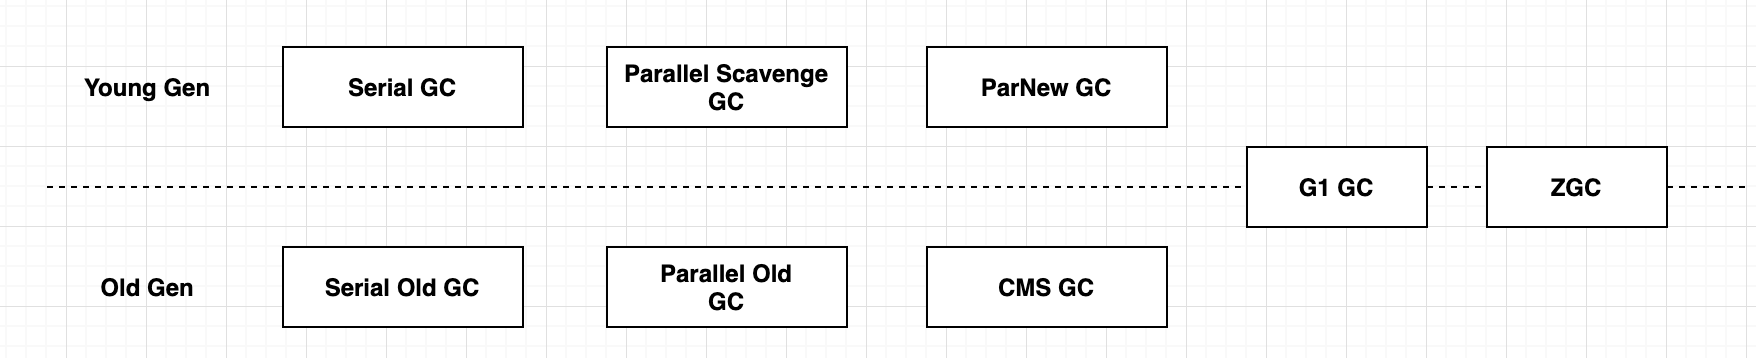 Young Gen
Serial GC
Parallel Scavenge
GC
ParNew GC
G1 GC
ZGC
Old Gen
Serial Old GC
Parallel Old
GC
CMS GC